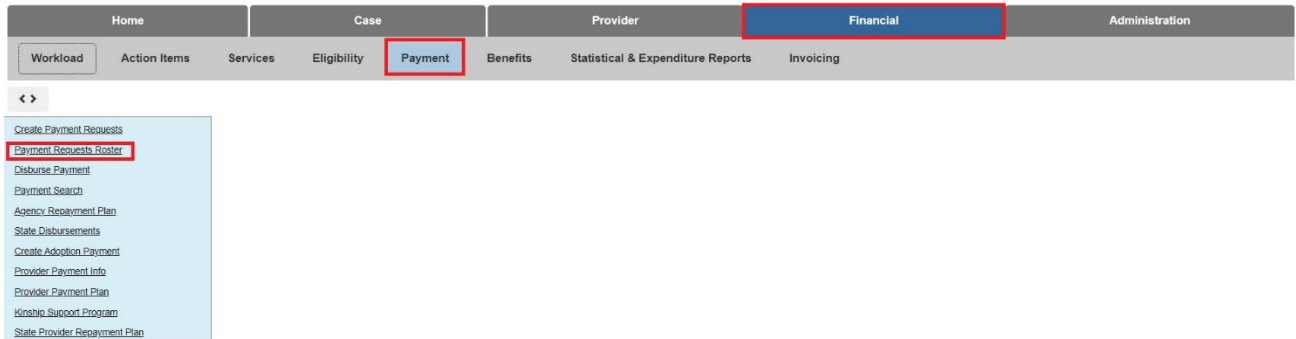 Home Case Provider Financial Administration
Workload Action Items Services Eligibility Payment Benefits Statistical & Expenditure Reports Invoicing
< >
Create Payment Requests
Payment Requests Roster
Disburse Payment
Payment Search
Agency Repayment Plan
State Disbursements
Create Adoption Payment
Provider Payment Info
Provider Payment Plan
Kinship Support Program
State Provider Repayment Plan